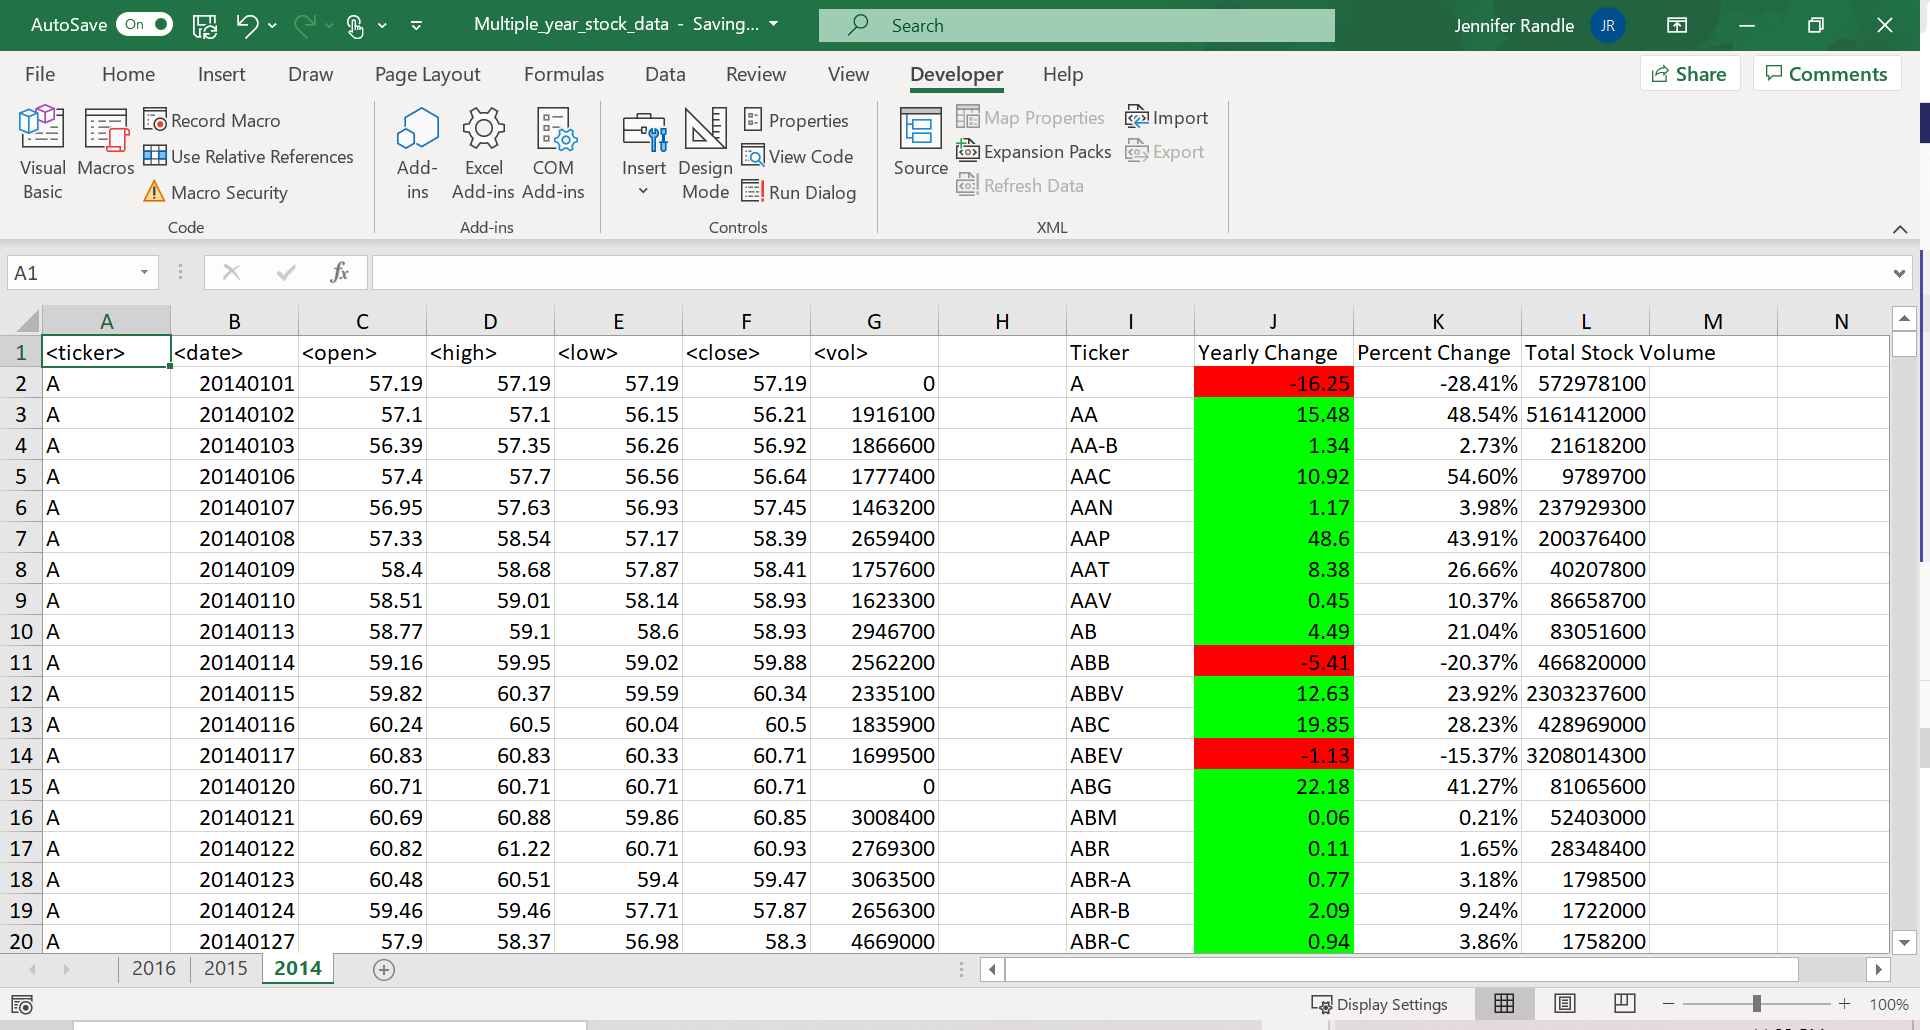 AutoSave On Multiple_year_stock_data - Saving... Search Jennifer Randle JR
File Home Insert Draw Page Layout Formulas Data Review View Developer Help Share Comments
Visual Basic Macros Record Macro Use Relative References Macro Security
Add-ins Excel Add-ins COM Add-ins
Insert Design Mode Properties View Code Run Dialog
Source Map Properties Expansion Packs Refresh Data Import Export
Code Add-ins Controls XML
A1 fx
A B C D E F G H I J K L M N
1 <ticker> <date> <open> <high> <low> <close> <vol> Ticker Yearly Change Percent Change Total Stock Volume
2 A 20140101 57.19 57.19 57.19 57.19 0 A -16.25 -28.41% 572978100
3 A 20140102 57.1 57.1 56.15 56.21 1916100 AA 15.48 48.54% 5161412000
4 A 20140103 56.39 57.35 56.26 56.92 1866600 AA-B 1.34 2.73% 21618200
5 A 20140106 57.4 57.7 56.56 56.64 1777400 AAC 10.92 54.60% 9789700
6 A 20140107 56.95 57.63 56.93 57.45 1463200 AAN 1.17 3.98% 237929300
7 A 20140108 57.33 58.54 57.17 58.39 2659400 AAP 48.6 43.91% 200376400
8 A 20140109 58.4 58.68 57.87 58.41 1757600 AAT 8.38 26.66% 40207800
9 A 20140110 58.51 59.01 58.14 58.93 1623300 AAV 0.45 10.37% 86658700
10 A 20140113 58.77 59.1 58.6 58.93 2946700 AB 4.49 21.04% 83051600
11 A 20140114 59.16 59.95 59.02 59.88 2562200 ABB -5.41 -20.37% 466820000
12 A 20140115 59.82 60.37 59.59 60.34 2335100 ABBV 12.63 23.92% 2303237600
13 A 20140116 60.24 60.5 60.04 60.5 1835900 ABC 19.85 28.23% 428969000
14 A 20140117 60.83 60.83 60.33 60.71 1699500 ABEV -1.13 -15.37% 3208014300
15 A 20140120 60.71 60.71 60.71 60.71 0 ABG 22.18 41.27% 81065600
16 A 20140121 60.69 60.88 59.86 60.85 3008400 ABM 0.06 0.21% 52403000
17 A 20140122 60.82 61.22 60.71 60.93 2769300 ABR 0.11 1.65% 28348400
18 A 20140123 60.48 60.51 59.4 59.47 3063500 ABR-A 0.77 3.18% 1798500
19 A 20140124 59.46 59.46 57.71 57.87 2656300 ABR-B 2.09 9.24% 1722000
20 A 20140127 57.9 58.37 56.98 58.3 4669000 ABR-C 0.94 3.86% 1758200
2016 2015 2014
Display Settings 100%